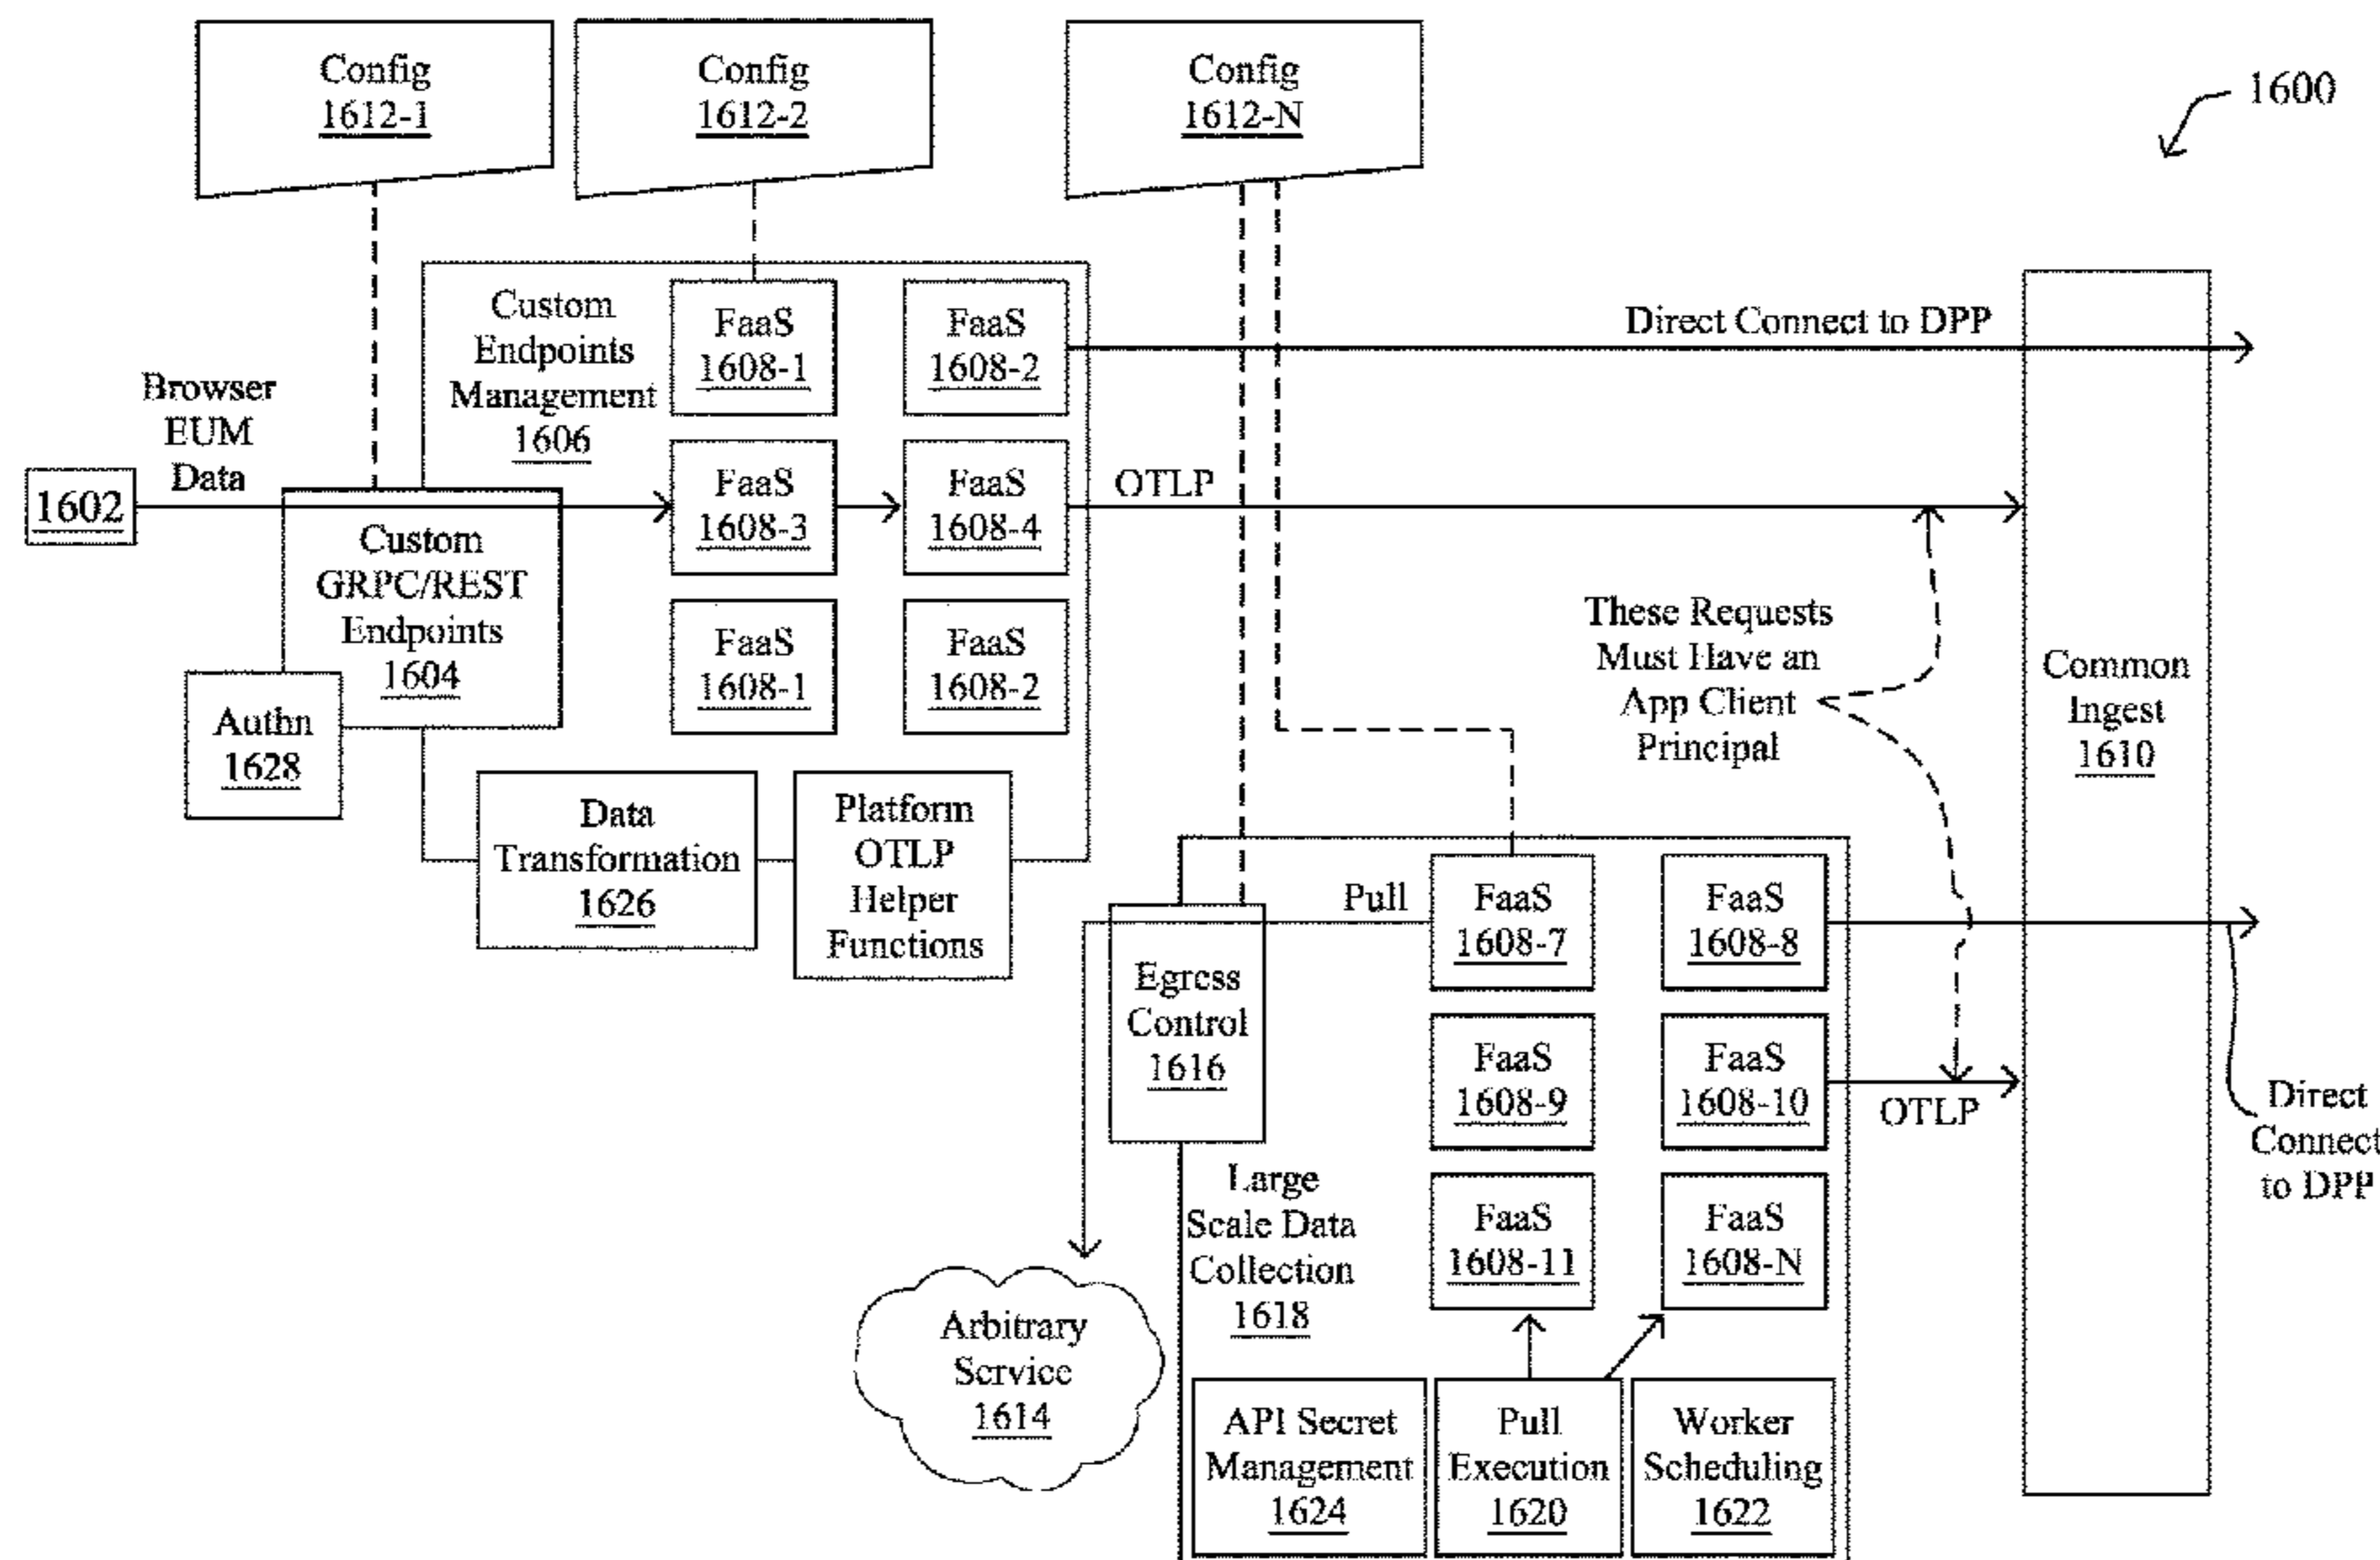 Config
1612-1
Config
1612-2
Config
1612-N
1600
Custom
Endpoints
Management
1606
FaaS
1608-1
FaaS
1608-2
Direct Connect to DPP
Browser
EUM
Data
1602
FaaS
1608-3
FaaS
1608-4
OTLP
Custom
GRPC/REST
Endpoints
1604
FaaS
1608-1
FaaS
1608-2
These Requests
Must Have an
App Client
Principal
Common
Ingest
1610
Authn
1628
Data
Transformation
1626
Platform
OTLP
Helper
Functions
Pull
FaaS
1608-7
FaaS
1608-8
Egress
Control
1616
FaaS
1608-9
FaaS
1608-10
OTLP
Direct
Connect
to DPP
Large
Scale Data
Collection
1618
FaaS
1608-11
FaaS
1608-N
Arbitrary
Service
1614
API Secret
Management
1624
Pull
Execution
1620
Worker
Scheduling
1622